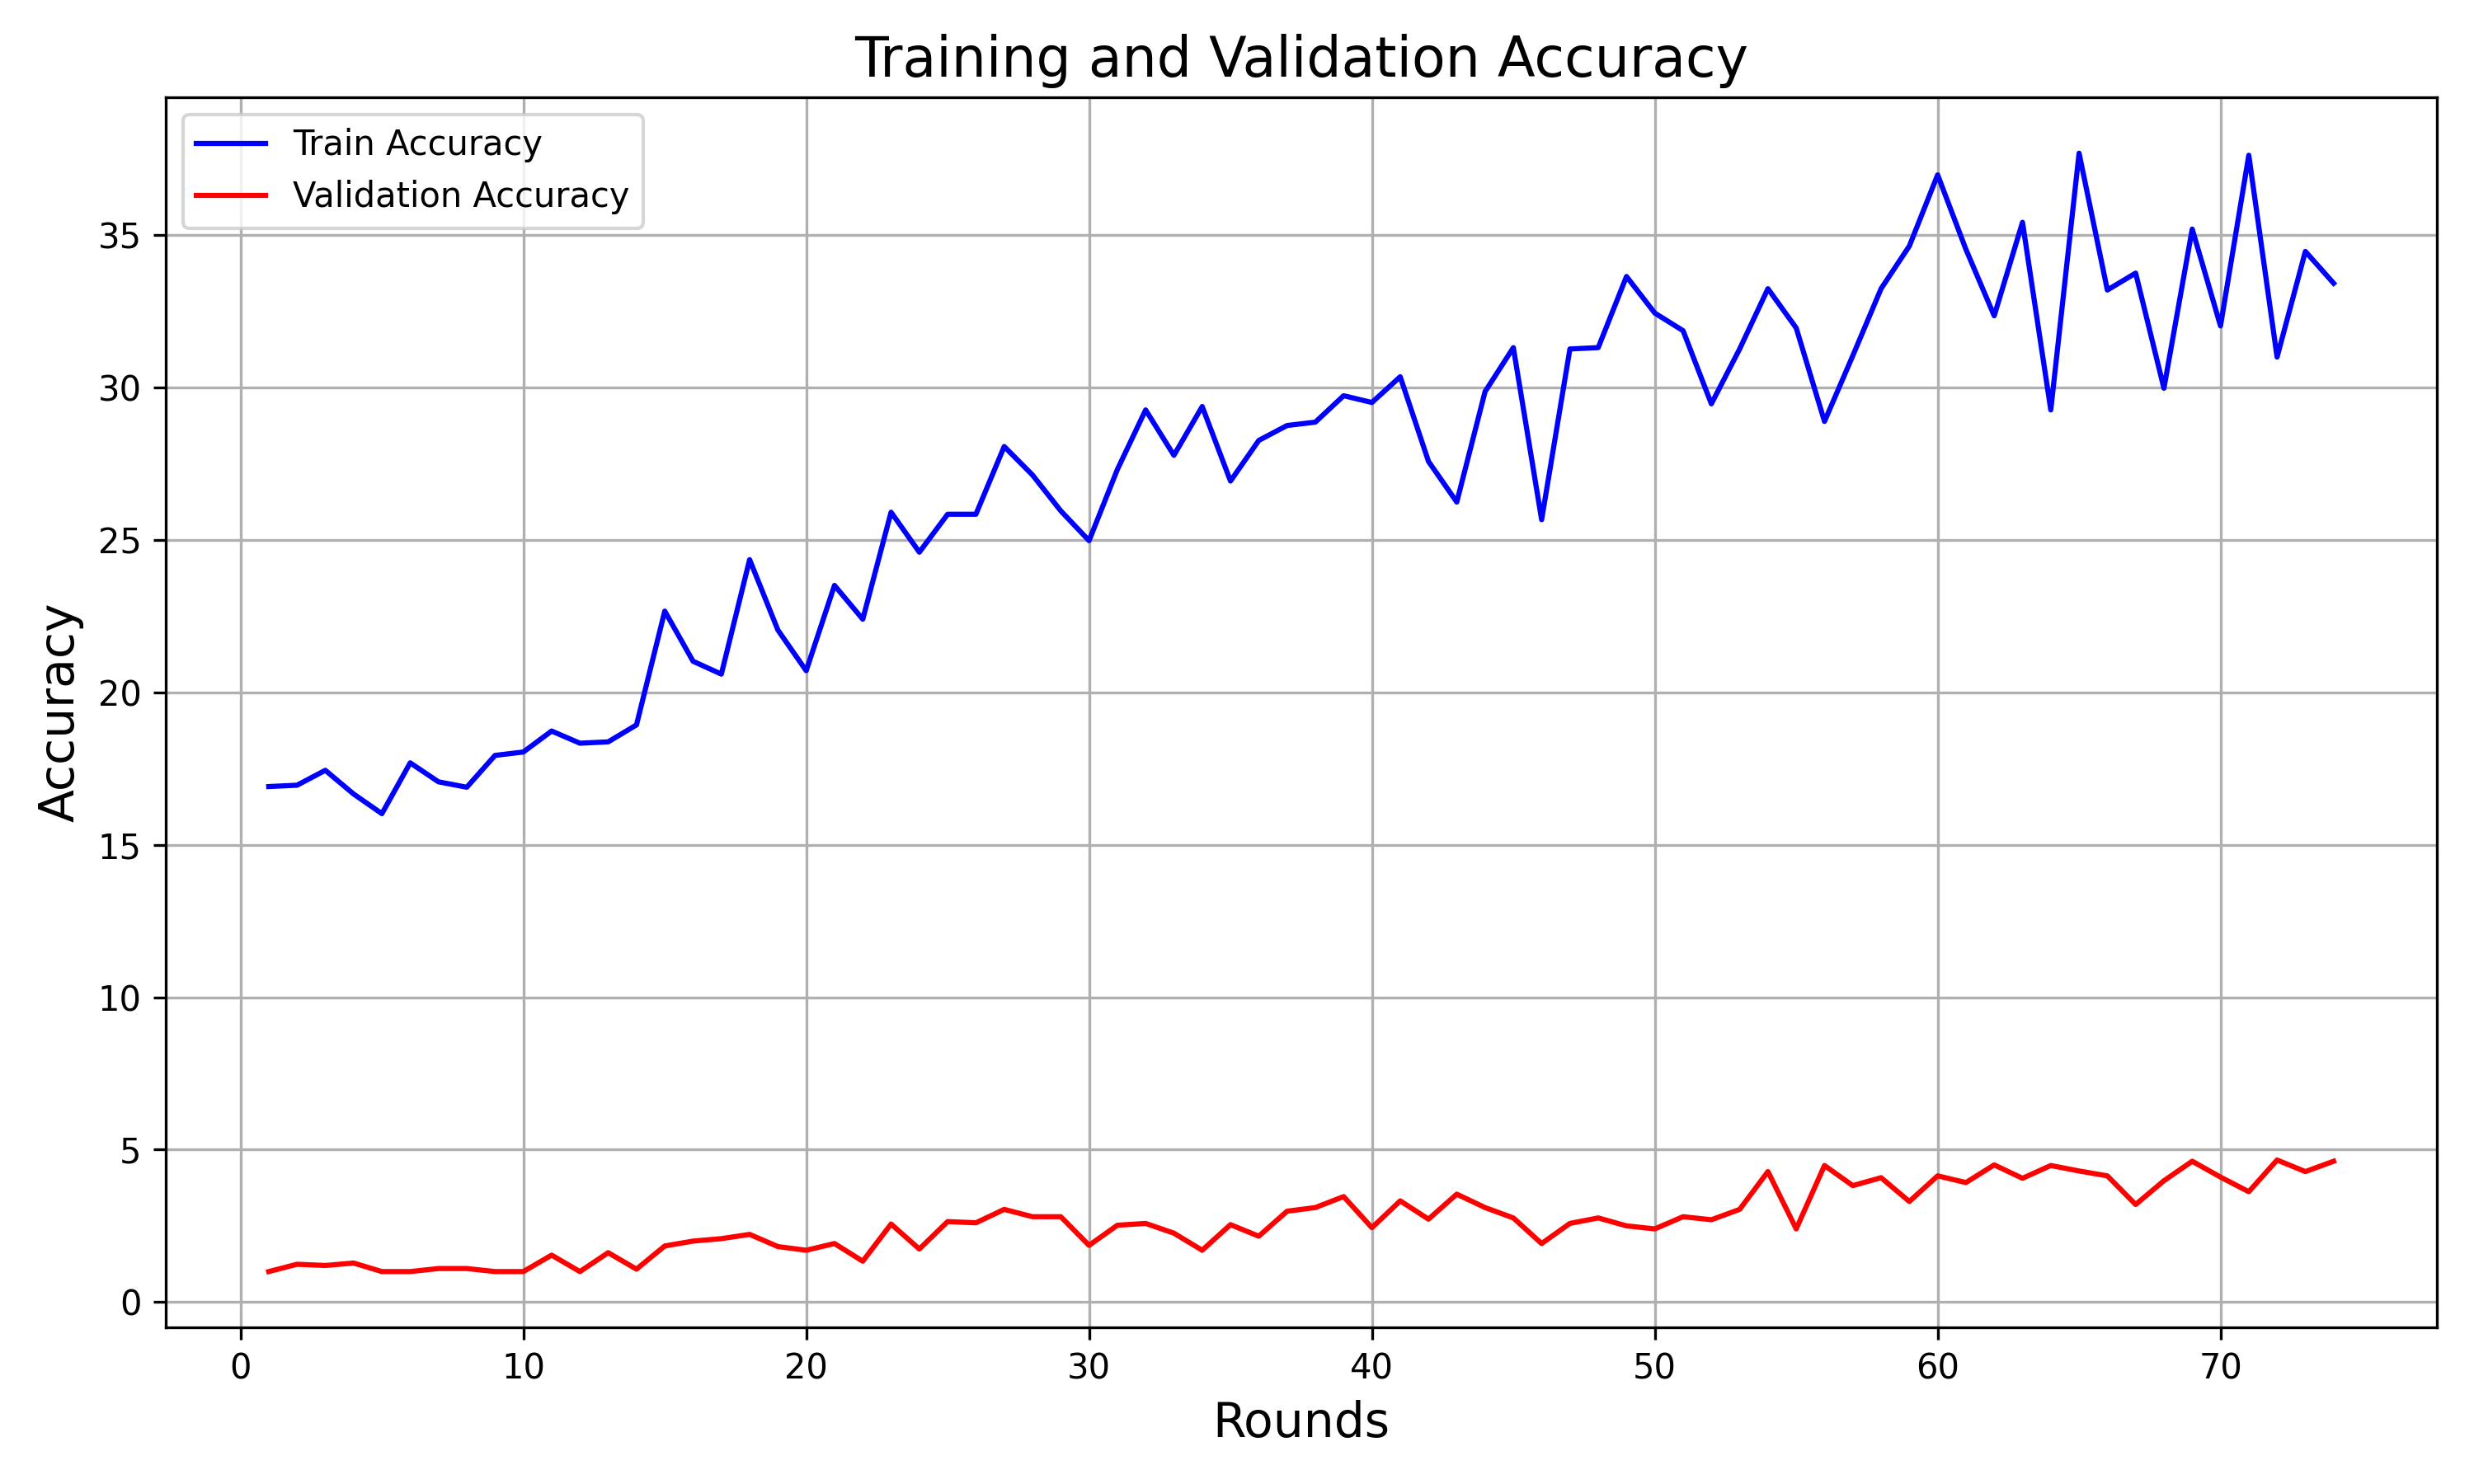 Training and Validation Accuracy
Train Accuracy
Validation Accuracy
Accuracy
35
30
25
20
15
10
5
0
0 10 20 30 40 50 60 70
Rounds